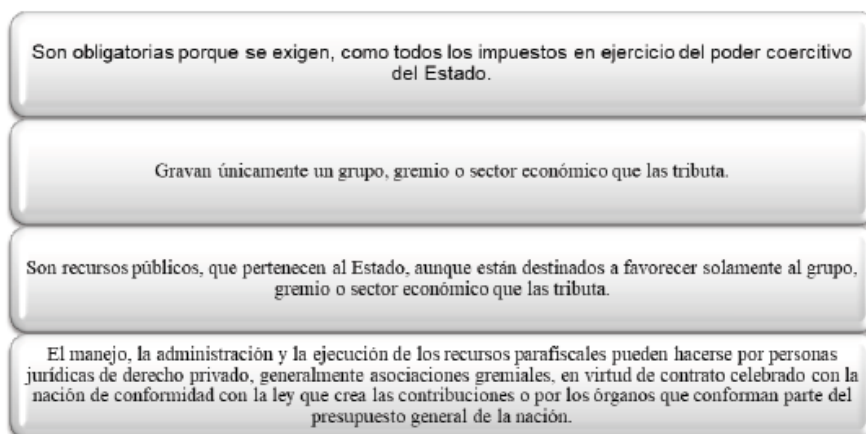 Son obligatorias porque se exigen, como todos los impuestos en ejercicio del poder coercitivo
del Estado.
Gravan únicamente un grupo, gremio o sector económico que las tributa.
Son recursos públicos, que pertenecen al Estado, aunque están destinados a favorecer solamente al grupo,
gremio o sector económico que las tributa.
El manejo, la administración y la ejecución de los recursos parafiscales pueden hacerse por personas
jurídicas de derecho privado, generalmente asociaciones gremiales, en virtud de contrato celebrado con la
nación de conformidad con la ley que crea las contribuciones o por los órganos que conforman parte del
presupuesto general de la nación.